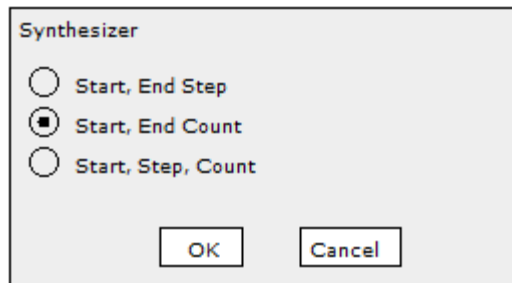 Synthesizer
Start, End Step
Start, End Count
Start, Step, Count
OK Cancel